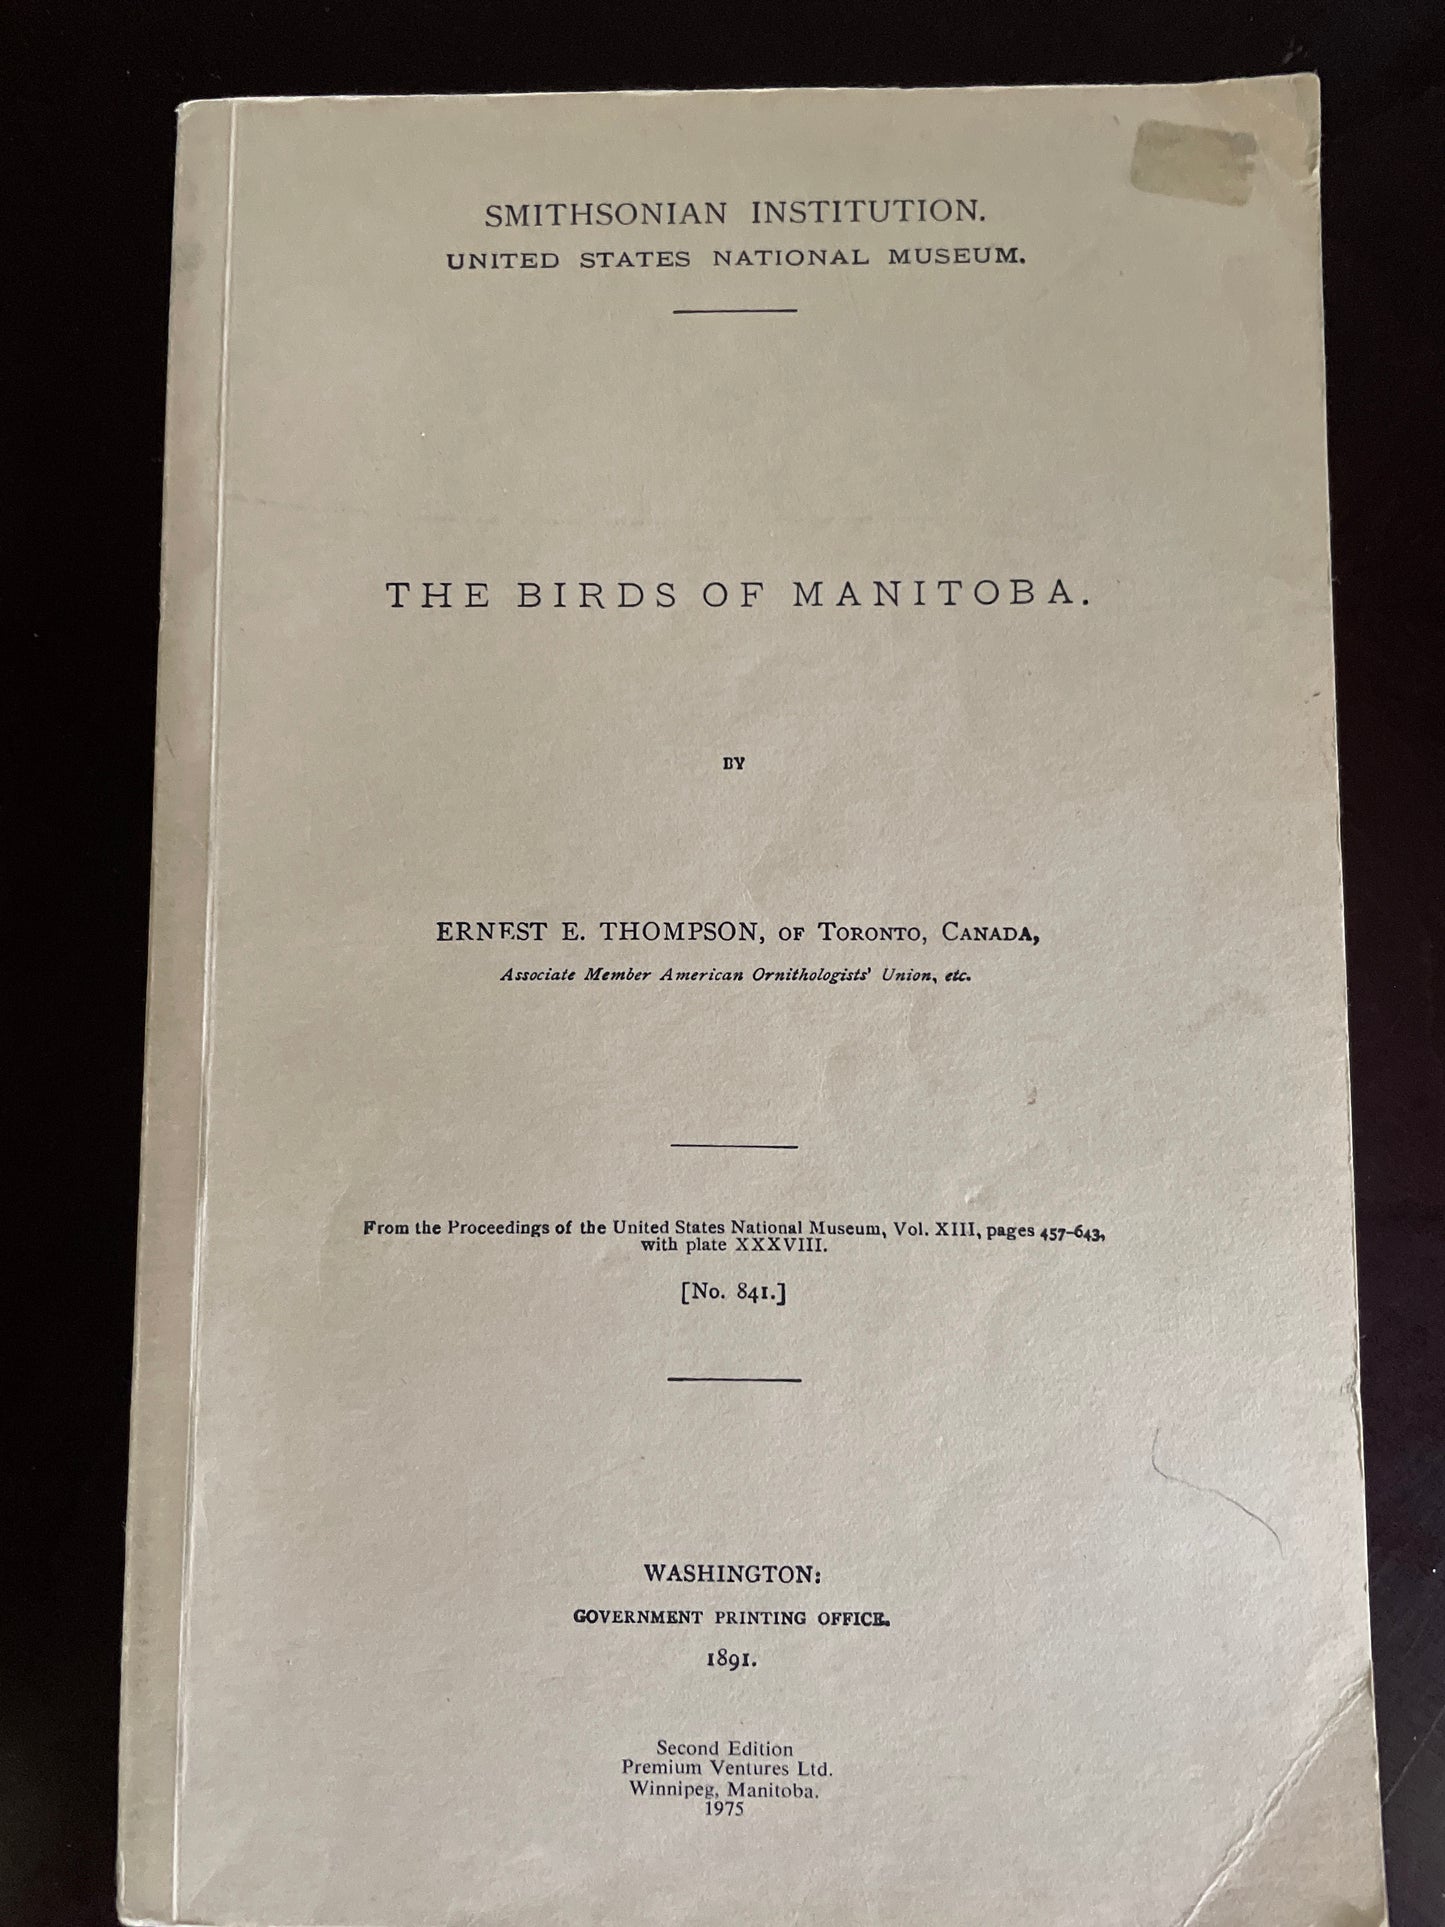 SMITHSONIAN INSTITUTION.
UNITED STATES NATIONAL MUSEUM.
THE BIRDS OF MANITOBA.
BY
ERNEST E. THOMPSON, OF TORONTO, CANADA,
Associate Member American Ornithologists' Union, etc.
From the Proceedings of the United States National Museum, Vol. XIII, pages 457–643,
with plate XXXVIII.
[No. 841.]
WASHINGTON:
GOVERNMENT PRINTING OFFICE.
1891.
Second Edition
Premium Ventures Ltd.
Winnipeg, Manitoba.
1975